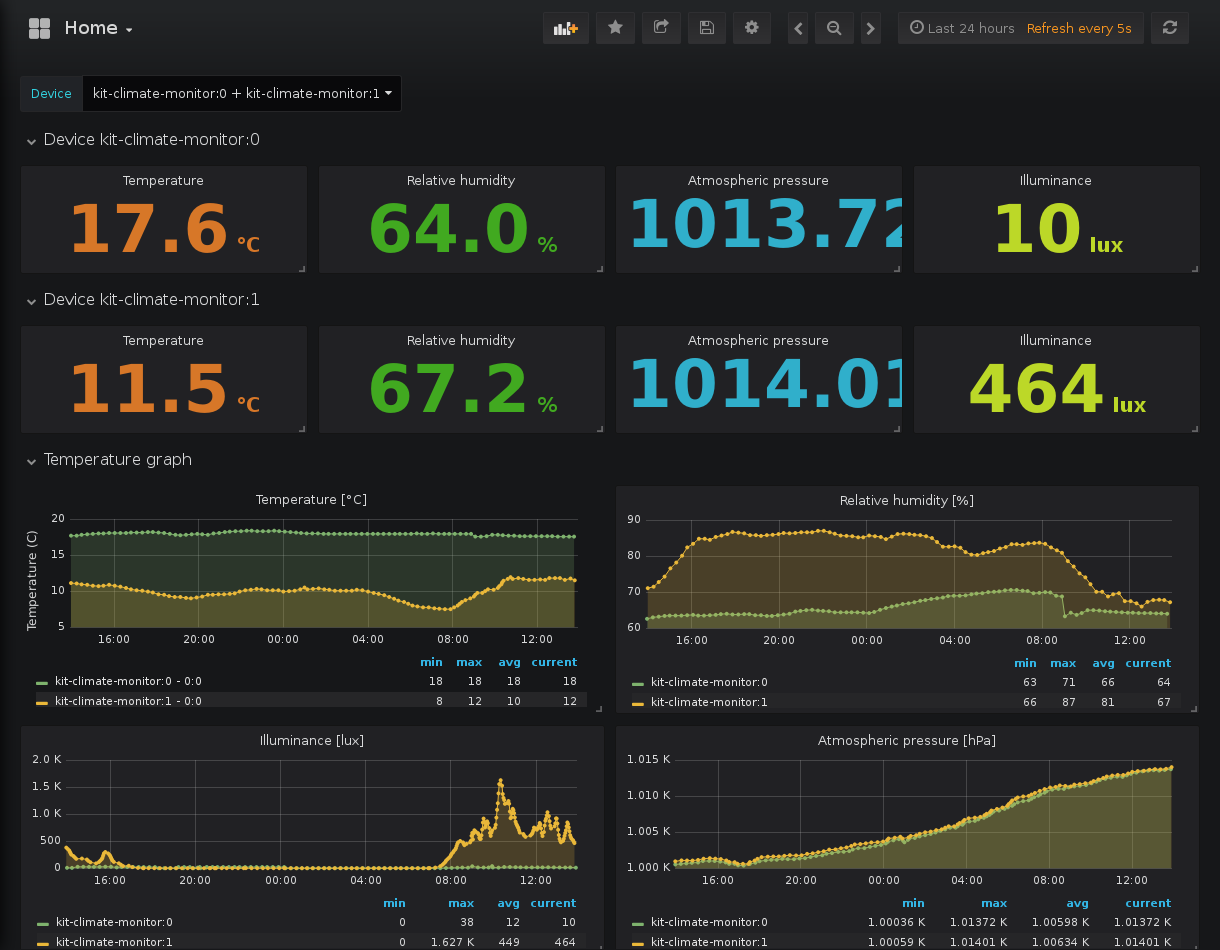 Home
Last 24 hours Refresh every 5s
Device kit-climate-monitor:0 + kit-climate-monitor:1
Device kit-climate-monitor:0
Temperature Relative humidity Atmospheric pressure Illuminance
17.6 °C 64.0 % 1013.72 10 lux
Device kit-climate-monitor:1
Temperature Relative humidity Atmospheric pressure Illuminance
11.5 °C 67.2 % 1014.01 464 lux
Temperature graph
Temperature [°C]
Temperature (C)
20
15
10
5
16:00 20:00 00:00 04:00 08:00 12:00
min max avg current
kit-climate-monitor:0 - 0:0 18 18 18 18
kit-climate-monitor:1 - 0:0 8 12 10 12
Relative humidity [%]
90
80
70
60
16:00 20:00 00:00 04:00 08:00 12:00
min max avg current
kit-climate-monitor:0 63 71 66 64
kit-climate-monitor:1 66 87 81 67
Illuminance [lux]
2.0 K
1.5 K
1.0 K
500
0
16:00 20:00 00:00 04:00 08:00 12:00
min max avg current
kit-climate-monitor:0 0 38 12 10
kit-climate-monitor:1 0 1.627 K 449 464
Atmospheric pressure [hPa]
1.015 K
1.010 K
1.005 K
1.000 K
16:00 20:00 00:00 04:00 08:00 12:00
min max avg current
kit-climate-monitor:0 1.00036 K 1.01372 K 1.00598 K 1.01372 K
kit-climate-monitor:1 1.00059 K 1.01401 K 1.00634 K 1.01401 K